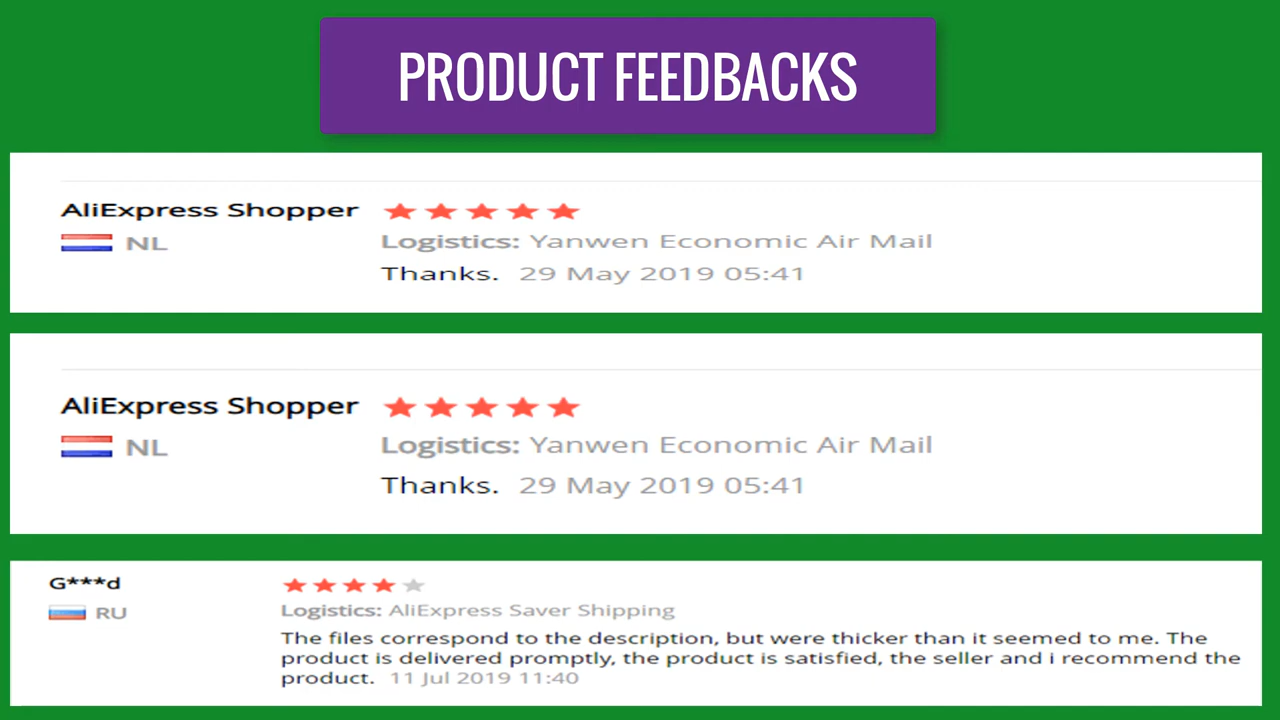 PRODUCT FEEDBACKS
AliExpress Shopper
NL
Logistics: Yanwen Economic Air Mail
Thanks. 29 May 2019 05:41
AliExpress Shopper
NL
Logistics: Yanwen Economic Air Mail
Thanks. 29 May 2019 05:41
G***d
RU
Logistics: AliExpress Saver Shipping
The files correspond to the description, but were thicker than it seemed to me. The
product is delivered promptly, the product is satisfied, the seller and i recommend the
product. 11 Jul 2019 11:40